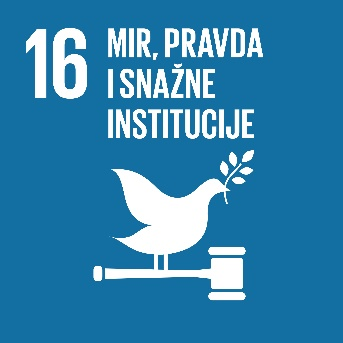 16 MIR, PRAVDA
I SNAŽNE
INSTITUCIJE